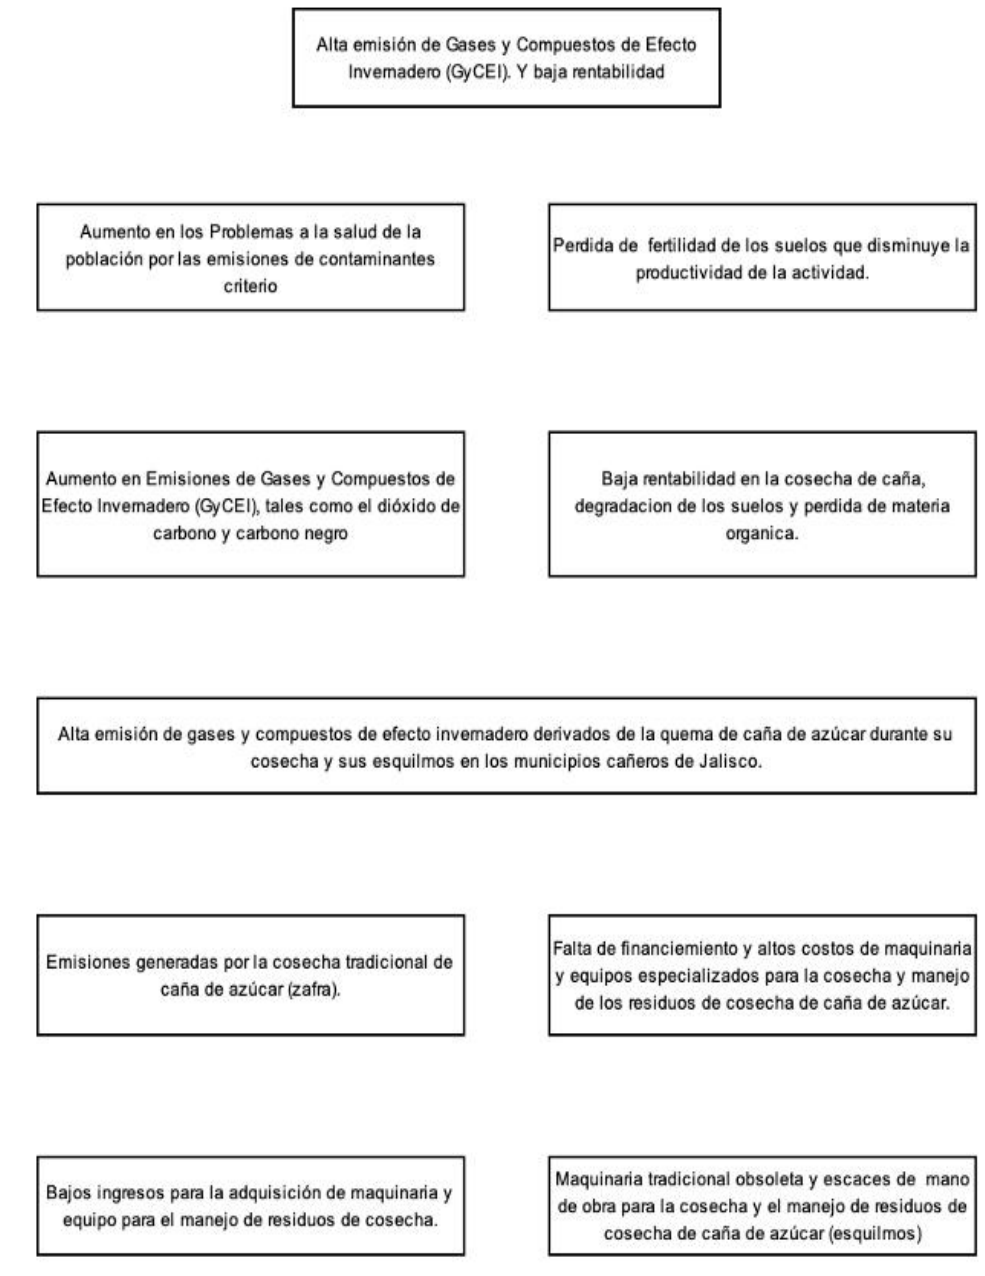 Alta emisión de Gases y Compuestos de Efecto
Invernadero (GyCEI). Y baja rentabilidad
Aumento en los Problemas a la salud de la
población por las emisiones de contaminantes
criterio
Perdida de fertilidad de los suelos que disminuye la
productividad de la actividad.
Aumento en Emisiones de Gases y Compuestos de
Efecto Invernadero (GyCEI), tales como el dióxido de
carbono y carbono negro
Baja rentabilidad en la cosecha de caña,
degradacion de los suelos y perdida de materia
organica.
Alta emisión de gases y compuestos de efecto invernadero derivados de la quema de caña de azúcar durante su
cosecha y sus esquilmos en los municipios cañeros de Jalisco.
Emisiones generadas por la cosecha tradicional de
caña de azúcar (zafra).
Falta de financiemiento y altos costos de maquinaria
y equipos especializados para la cosecha y manejo
de los residuos de cosecha de caña de azúcar.
Bajos ingresos para la adquisición de maquinaria y
equipo para el manejo de residuos de cosecha.
Maquinaria tradicional obsoleta y escaces de mano
de obra para la cosecha y el manejo de residuos de
cosecha de caña de azúcar (esquilmos)